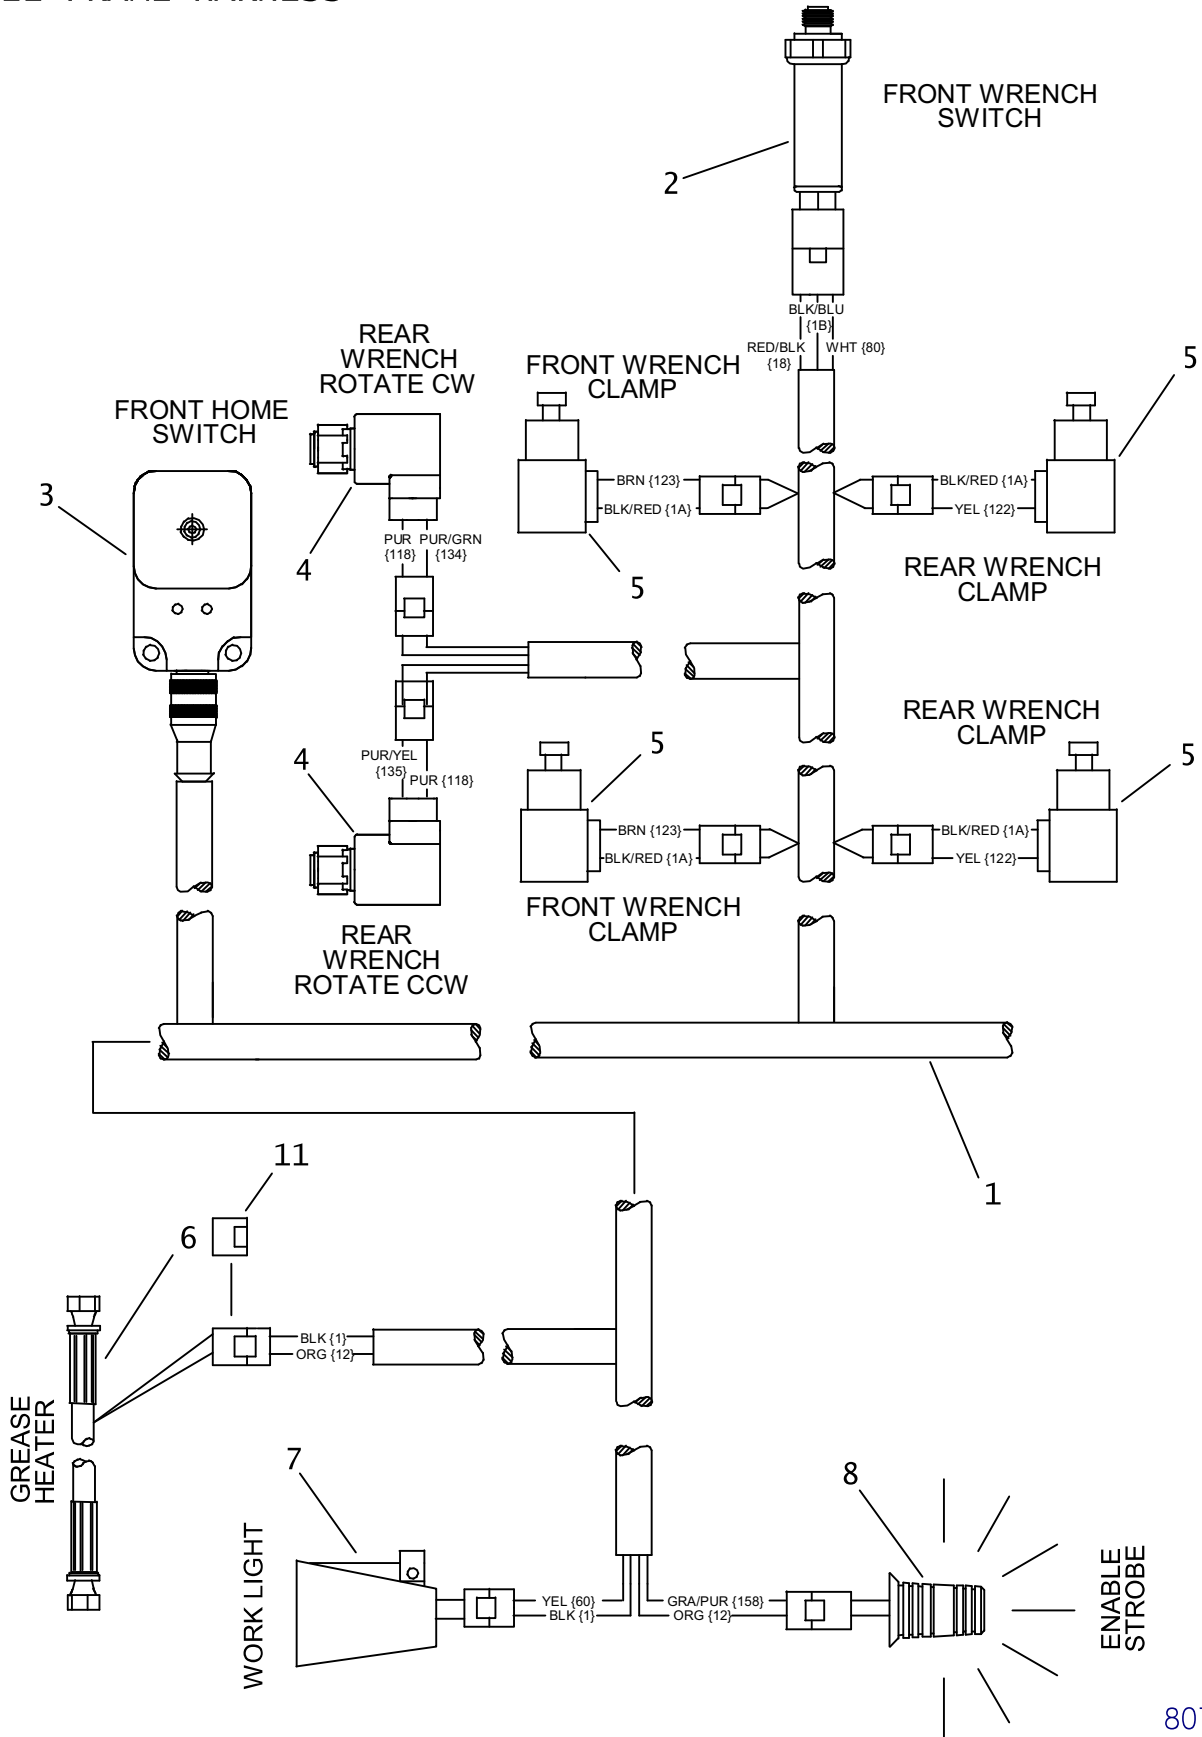 FRONT WRENCH
SWITCH
2
BLK/BLU
{1B}
RED/BLK
{18}
WHT {80}
REAR
WRENCH
ROTATE CW
FRONT WRENCH
CLAMP
5
FRONT HOME
SWITCH
3
4
PUR
{118}
PUR/GRN
{134}
BRN {123}
BLK/RED {1A}
5
BLK/RED {1A}
YEL {122}
REAR WRENCH
CLAMP
REAR WRENCH
CLAMP
4
PUR/YEL
{135}
PUR {118}
5
5
BRN {123}
BLK/RED {1A}
BLK/RED {1A}
YEL {122}
FRONT WRENCH
CLAMP
REAR
WRENCH
ROTATE CCW
1
11
6
BLK {1}
ORG {12}
GREASE
HEATER
7
8
WORK LIGHT
YEL {60}
BLK {1}
GRA/PUR {158}
ORG {12}
ENABLE
STROBE